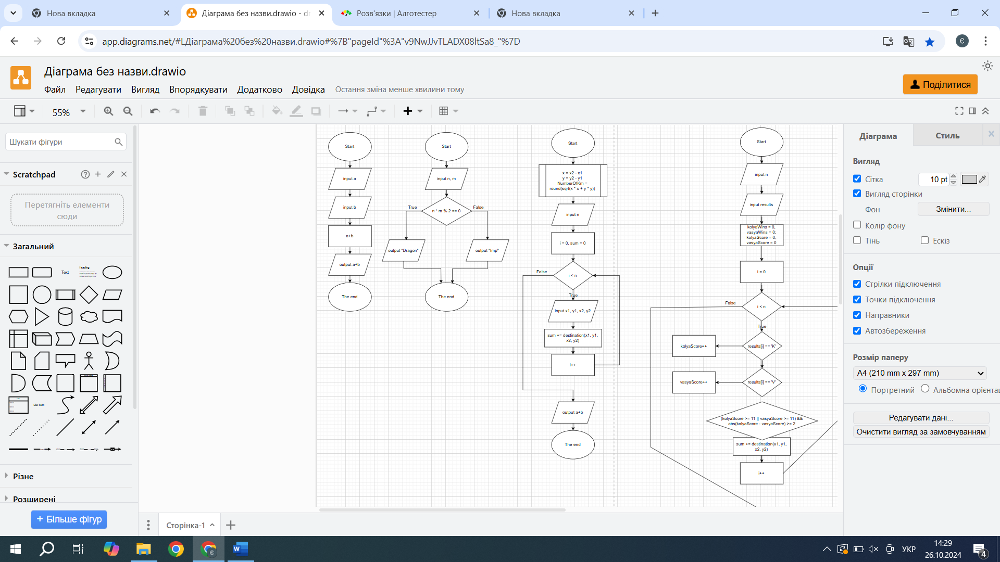 Нова вкладка
Діаграма без назви.drawio - dr
Розв'язки | Алготестер
Нова вкладка
app.diagrams.net/#LДіаграма%20без%20назви.drawio#%7B"pageId"%3A"v9NwJJvTLADX08ltSa8_"%7D
Є
Діаграма без назви.drawio
Файл Редагувати Вигляд Впорядкувати Додатково Довідка Остання зміна менше хвилини тому
Поділитися
55%
Шукати фігури
Scratchpad
Перетягніть елементи
сюди
Загальний
Text
Heading
List Item
Різне
Розширені
+ Більше фігур
Start
input a
input b
a+b
output a+b
The end
Start
input n, m
True
n * m % 2 == 0
False
output "Dragon"
output "Imp"
The end
Start
x = x2 - x1
y = y2 - y1
NumberOfKm =
round(sqrt(x * x + y * y))
input n
i = 0, sum = 0
False
i < n
True
input x1, y1, x2, y2
sum += destination(x1, y1,
x2, y2)
i++
output a+b
The end
Start
input n
input results
kolyaWins = 0,
vasyaWins = 0;
kolyaScore = 0,
vasyaScore = 0
i = 0
False
i < n
True
kolyaScore++
results[i] == 'K'
vasyaScore++
results[i] == 'V'
(kolyaScore >= 11 || vasyaScore >= 11) &&
abs(kolyaScore - vasyaScore) >= 2
sum += destination(x1, y1,
x2, y2)
i++
Діаграма
Стиль
Вигляд
Сітка
10 pt
Вигляд сторінки
Фон
Змінити...
Колір фону
Тінь
Ескіз
Опції
Стрілки підключення
Точки підключення
Направники
Автозбереження
Розмір паперу
A4 (210 mm x 297 mm)
Портретний
Альбомна орієнтац
Редагувати дані...
Очистити вигляд за замовчуванням
Сторінка-1
УКР
14:29
26.10.2024
4